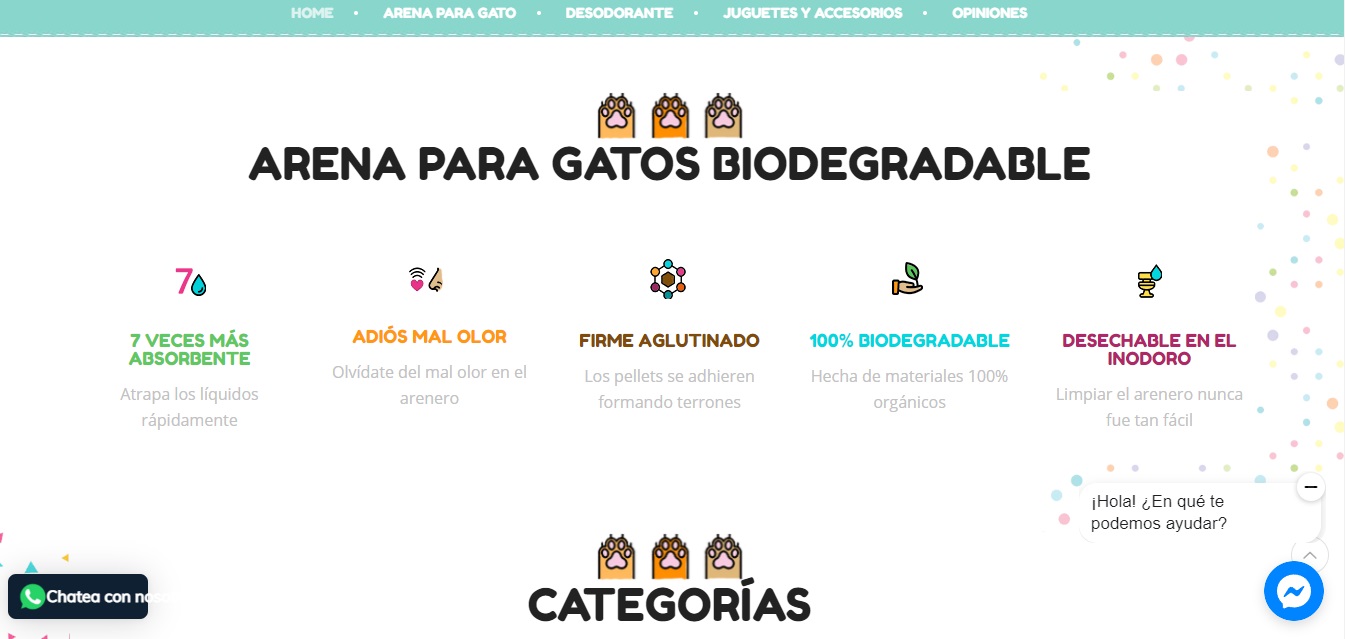 HOME • ARENA PARA GATO • DESODORANTE • JUGUETES Y ACCESORIOS • OPINIONES
ARENA PARA GATOS BIODEGRADABLE
7
7 VECES MÁS
ABSORBENTE
Atrapa los líquidos
rápidamente
ADIÓS MAL OLOR
Olvídate del mal olor en el
arenero
FIRME AGLUTINADO
Los pellets se adhieren
formando terrones
100% BIODEGRADABLE
Hecha de materiales 100%
orgánicos
DESECHABLE EN EL
INODORO
Limpiar el arenero nunca
fue tan fácil
¡Hola! ¿En qué te
podemos ayudar?
CATEGORÍAS
Chatea con